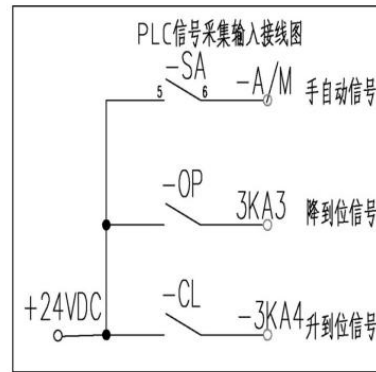 PLC信号采集输入接线图
-SA
5 6 -A/M 手自动信号
-OP
3KA3 降到位信号
-CL
+24VDC
-3KA4 升到位信号